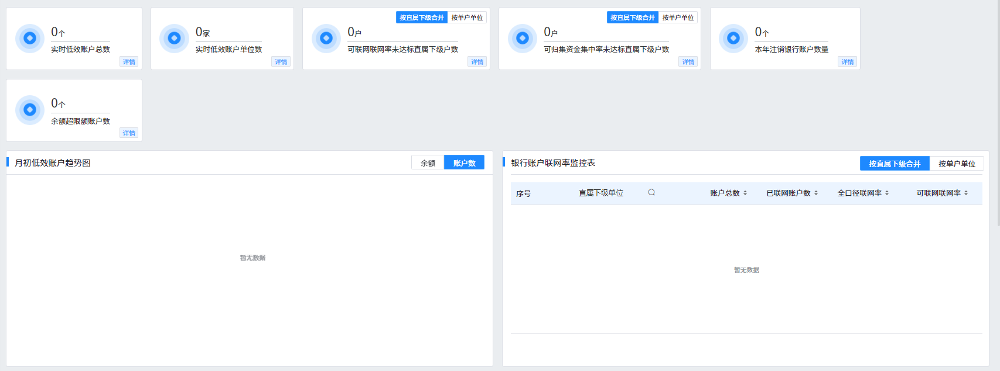 0个
实时低效账户总数
详情
0家
实时低效账户单位数
详情
按直属下级合并 按单户单位
0户
可联网联网率未达标直属下级户数
详情
按直属下级合并 按单户单位
0户
可归集资金集中率未达标直属下级户数
详情
0个
本年注销银行账户数量
详情
0个
余额超限额账户数
详情
月初低效账户趋势图 余额 账户数
暂无数据
银行账户联网率监控表 按直属下级合并 按单户单位
序号 直属下级单位 账户总数 已联网账户数 全口径联网率 可联网联网率
暂无数据